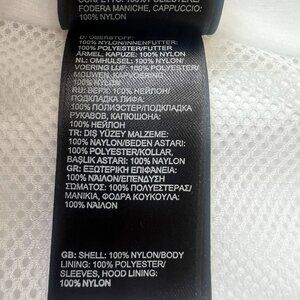 FODERA MANICHE, CAPPUCCIO:
100% NYLON
D: OBERSTOFF:
100% NYLON/INNENFUTTER:
100% POLYESTER/FUTTER
ÄRMEL, KAPUZE: 100% NYLON
NL: OMHULSEL: 100% NYLON/
VOERING LIJF: 100% POLYESTER/
MOUWEN, KAPVOERING:
100% NYLON
RU: ВЕРХ: 100% НЕЙЛОН/
ПОДКЛАДКА ЛИФА:
100% ПОЛИЭСТЕР/ПОДКЛАДКА
РУКАВОВ, КАПЮШОНА:
100% НЕЙЛОН
TR: DIŞ YÜZEY MALZEME:
100% NAYLON/BEDEN ASTARI:
100% POLYESTER/KOLLAR,
BAŞLIK ASTARI: 100% NAYLON
GR: ΕΞΩΤΕΡΙΚΗ ΕΠΙΦΑΝΕΙΑ:
100% ΝΑΪΛΟΝ/ΕΠΕΝΔΥΣΗ
ΣΩΜΑΤΟΣ: 100% ΠΟΛΥΕΣΤΕΡΑΣ/
ΜΑΝΙΚΙΑ, ΦΟΔΡΑ ΚΟΥΚΟΥΛΑ:
100% ΝΑΪΛΟΝ
GB: SHELL: 100% NYLON/BODY
LINING: 100% POLYESTER/
SLEEVES, HOOD LINING:
100% NYLON